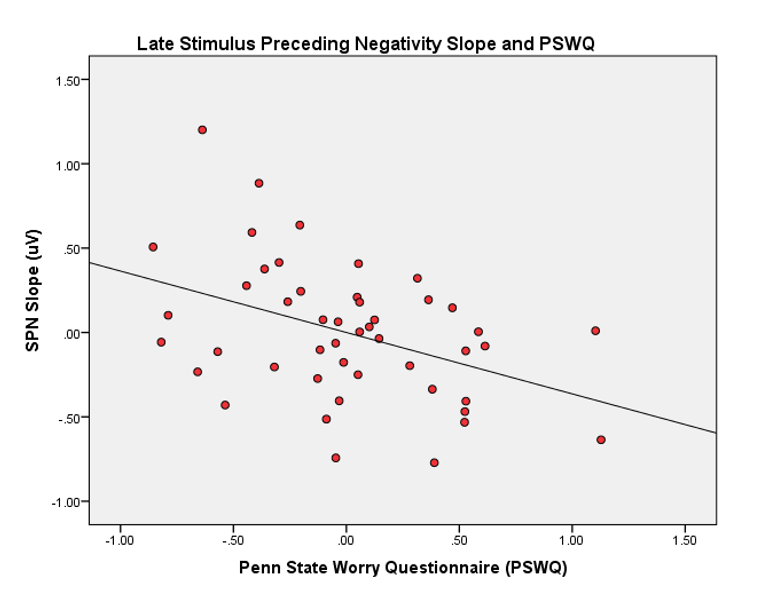 Late Stimulus Preceding Negativity Slope and PSWQ
1.50
1.00
.50
.00
-.50
-1.00
SPN Slope (uV)
-1.00 -.50 .00 .50 1.00 1.50
Penn State Worry Questionnaire (PSWQ)